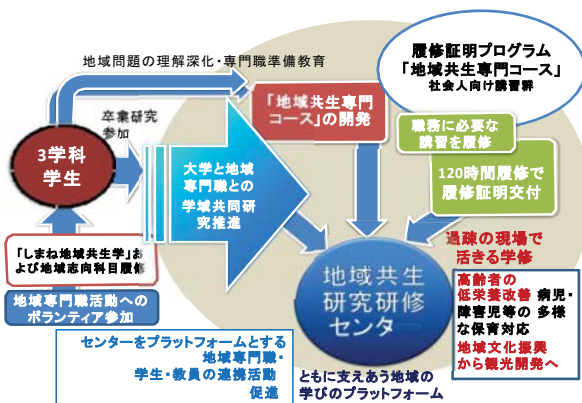 地域問題の理解深化・専門職準備教育
履修証明プログラム
「地域共生専門コース」
社会人向け講習群
卒業研究
参加
「地域共生専門
コース」の開発
職務に必要な
講習を履修
3学科
学生
大学と地域
専門職との
学域共同研
究推進
120時間履修で
履修証明交付
「しまね地域共生学」お
よび地域志向科目履修
地域専門職活動への
ボランティア参加
地域共生
研究研修
センタ
過疎の現場で
活きる学修
高齢者の
低栄養改善 病児・
障害児等の 多様
な保育対応
地域文化振興
から観光開発へ
センターをプラットフォームとする
地域専門職・
学生・教員の連携活動
促進
ともに支えあう地域の
学びのプラットフォーム